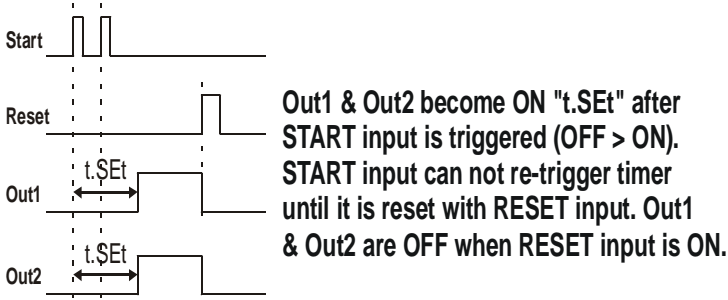 Start
Reset
t.SEt
Out1
t.SEt
Out2
Out1 & Out2 become ON "t.SEt" after
START input is triggered (OFF > ON).
START input can not re-trigger timer
until it is reset with RESET input. Out1
& Out2 are OFF when RESET input is ON.